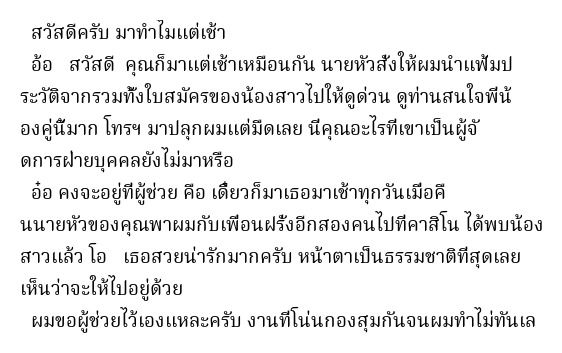 สวัสดีครับ มาทำไมแต่เช้า
อ้อ สวัสดี คุณก็มาแต่เช้าเหมือนกัน นายหัวสั่งให้ผมนำแฟ้มป
ระวัติจากรวมทั้งใบสมัครของน้องสาวไปให้ดูด่วน ดูท่านสนใจพี่น้
องคู่นี้มาก โทรฯ มาปลุกผมแต่มืดเลย นี่คุณอะไรที่เขาเป็นผู้จั
ดการฝ่ายบุคคลยังไม่มาหรือ
อ๋อ คงจะอยู่ที่ผู้ช่วย คือ เดี๋ยวก็มาเธอมาเช้าทุกวันเมื่อคื
นนายหัวของคุณพาผมกับเพื่อนฝรั่งอีกสองคนไปที่คาสิโน ได้พบน้อง
สาวแล้ว โอ เธอสวยน่ารักมากครับ หน้าตาเป็นธรรมชาติที่สุดเลย
เห็นว่าจะให้ไปอยู่ด้วย
ผมขอผู้ช่วยไว้เองแหละครับ งานที่โน่นกองสุมกันจนผมทำไม่ทันเล